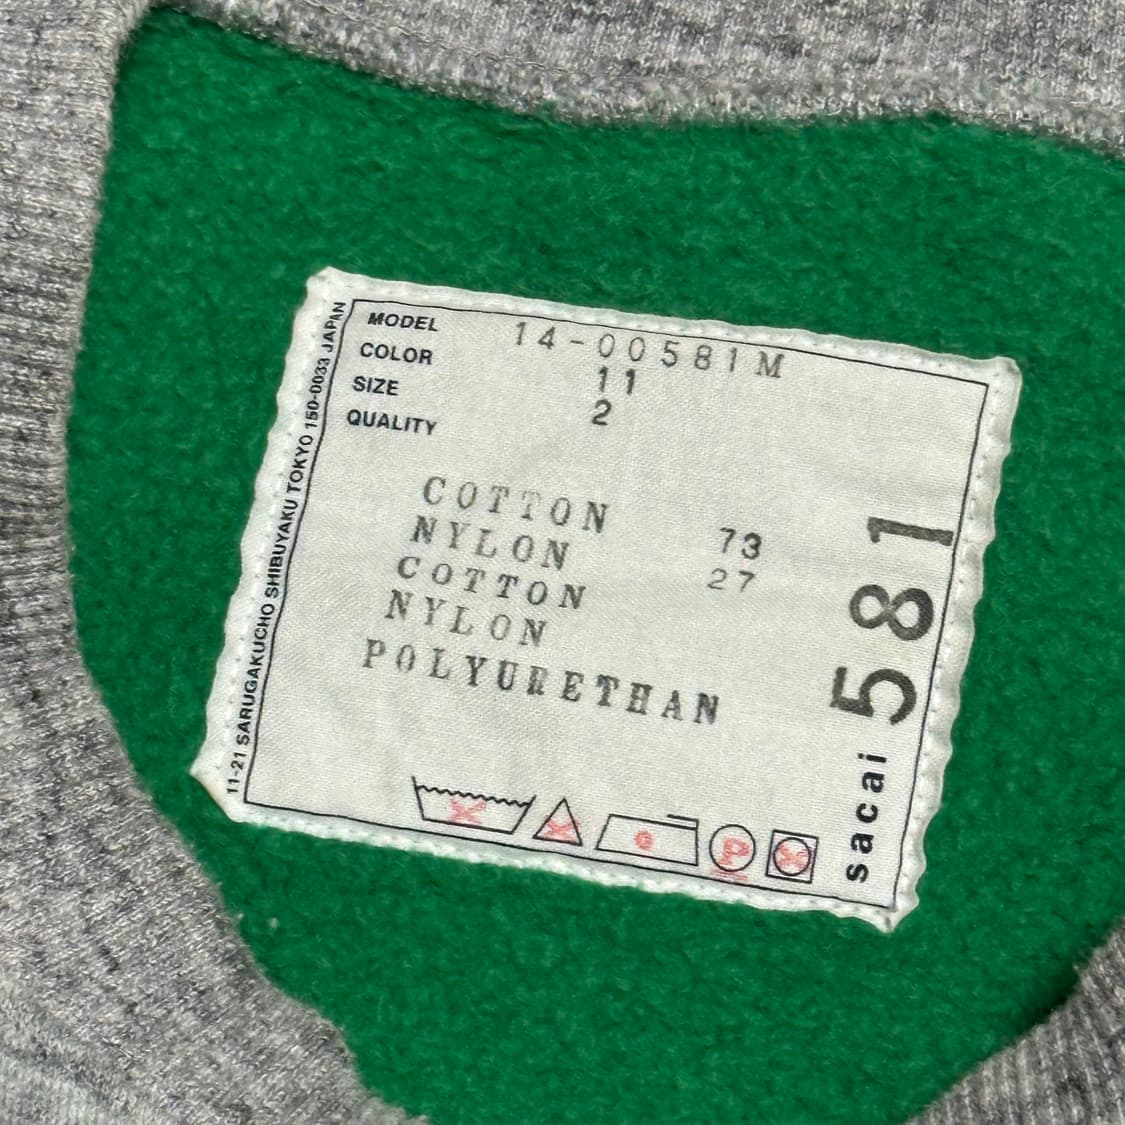 MODEL 14-00581M
COLOR 11
SIZE 2
QUALITY
COTTON 73
NYLON 27
COTTON
NYLON
POLYURETHAN
P
sacai 581
11-21 SARUGAKUCHO SHIBUYAKU TOKYO 150-0033 JAPAN